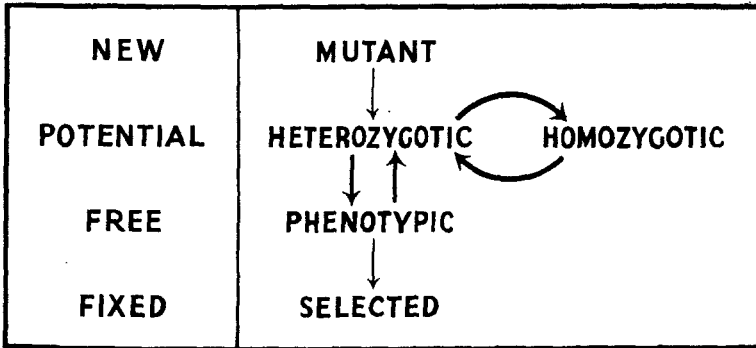 NEW MUTANT
POTENTIAL HETEROZYGOTIC HOMOZYGOTIC
FREE PHENOTYPIC
FIXED SELECTED